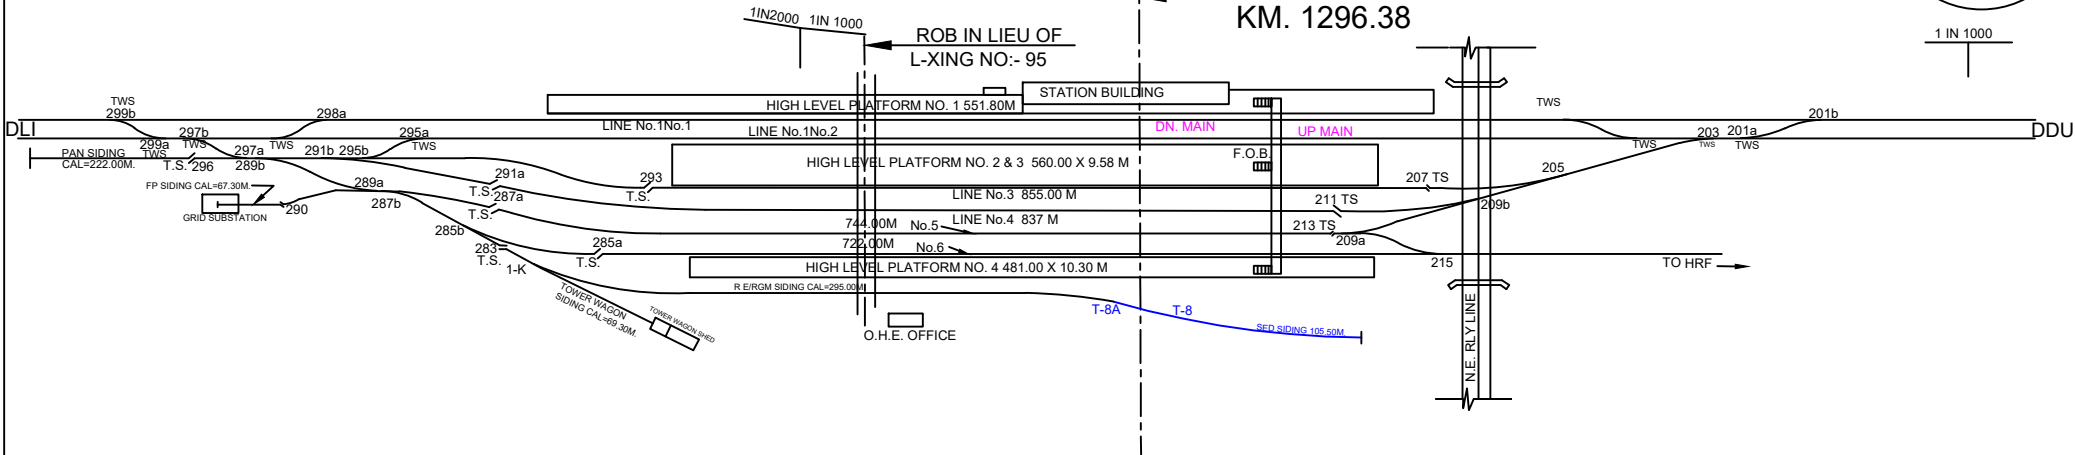 1IN2000 1IN 1000
KM. 1296.38
ROB IN LIEU OF
L-XING NO:- 95
1 IN 1000
STATION BUILDING
HIGH LEVEL PLATFORM NO. 1 551.80M
TWS
299b
298a
TWS
201b
DLI
297b
295a
LINE No.1No.1
LINE No.1No.2
DN. MAIN
UP MAIN
203
201a
DDU
299a
TWS
TWS
TWS
TWS
TWS
TWS
TWS
PAN SIDING
CAL=222.00M.
T.S.
296
297a
289b
291b
295b
HIGH LEVEL PLATFORM NO. 2 & 3 560.00 X 9.58 M
F.O.B.
205
FP SIDING CAL=67.30M.
289a
291a
293
207 TS
T.S.
T.S.
287a
LINE No.3 855.00 M
211 TS
209b
GRID SUBSTATION
290
287b
T.S.
LINE No.4 837 M
744.00M
No.5
213 TS
209a
285b
283
285a
722.00M
No.6
T.S.
1-K
T.S.
HIGH LEVEL PLATFORM NO. 4 481.00 X 10.30 M
215
TO HRF
R E/RGM SIDING CAL=295.00M
TOWER WAGON
SIDING CAL=69.30M.
TOWER WAGON SHED
T-8A
T-8
SED SIDING 105.50M.
O.H.E. OFFICE
N.E. RLY LINE